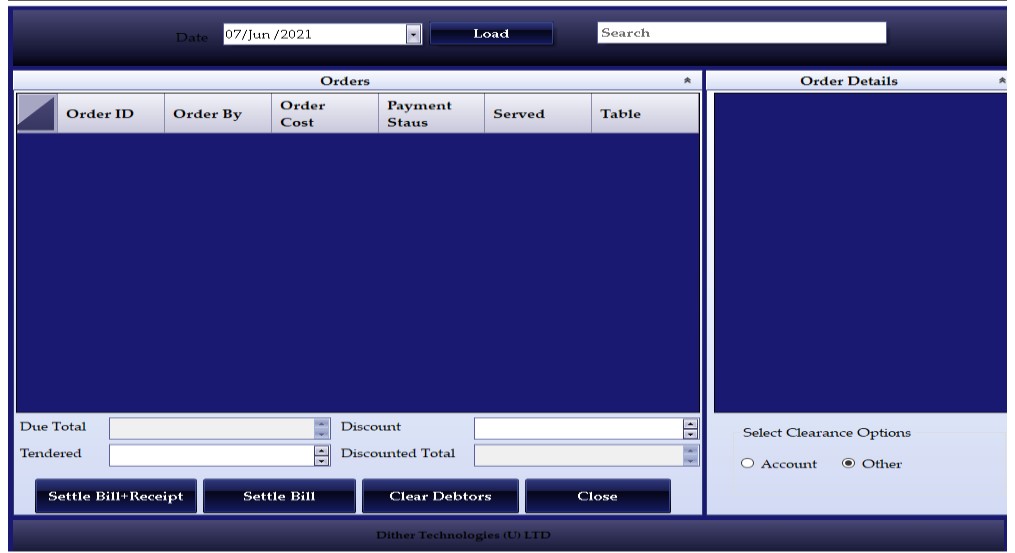 Date 07/Jun /2021 Load Search
Orders Order Details
Order ID Order By Order Cost Payment Staus Served Table
Due Total Discount
Tendered Discounted Total
Select Clearance Options
Account Other
Settle Bill+Receipt Settle Bill Clear Debtors Close
Dither Technologies (U) LTD